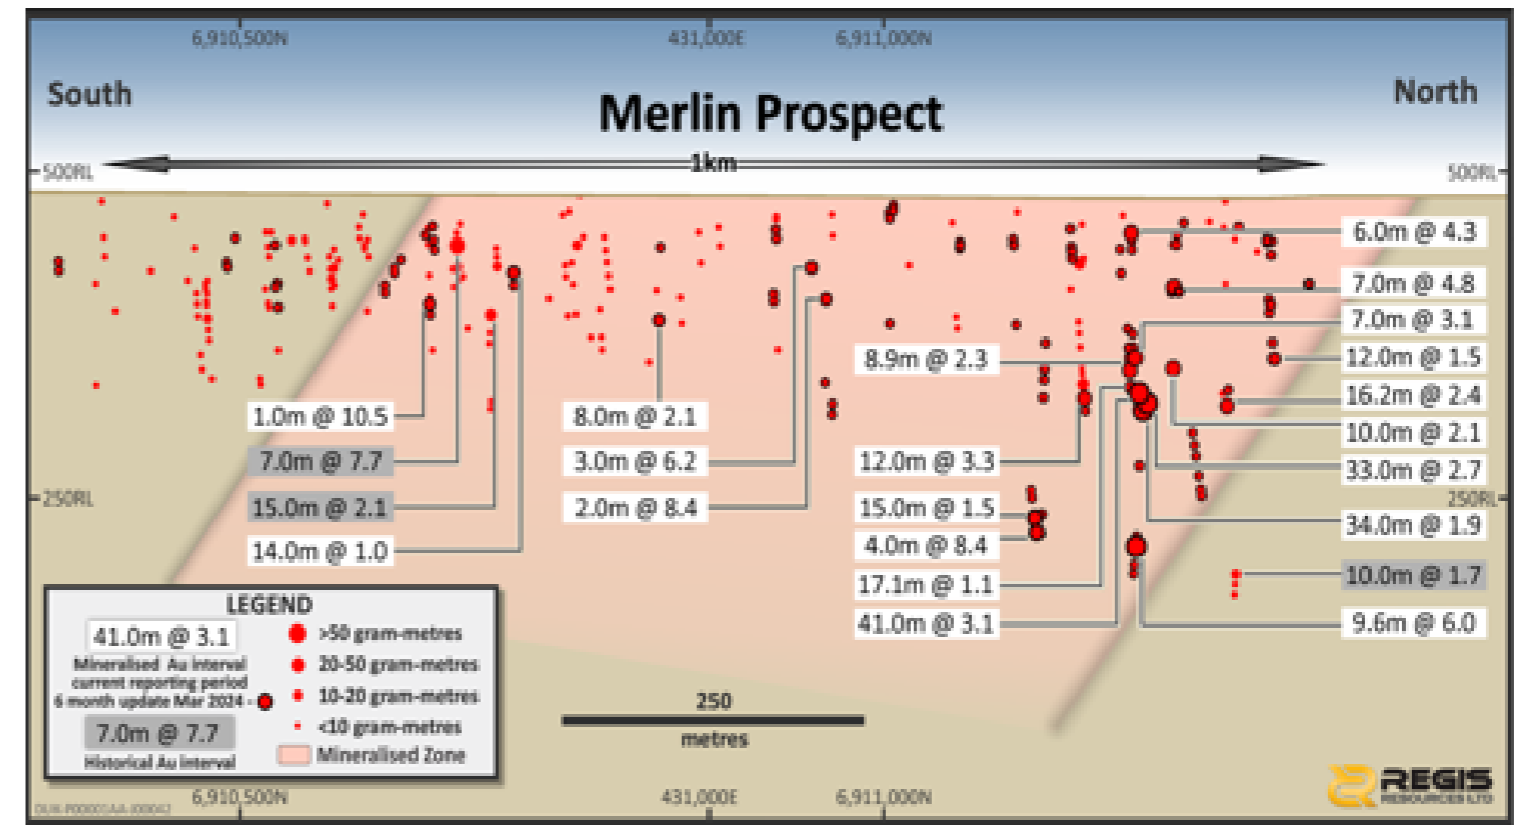 6,910,500N
431,000E
6,911,000N
South
North
Merlin Prospect
1km
500RL
500RL
6.0m @ 4.3
7.0m @ 4.8
7.0m @ 3.1
8.9m @ 2.3
12.0m @ 1.5
16.2m @ 2.4
1.0m @ 10.5
8.0m @ 2.1
10.0m @ 2.1
7.0m @ 7.7
3.0m @ 6.2
12.0m @ 3.3
33.0m @ 2.7
250RL
250RL
15.0m @ 2.1
2.0m @ 8.4
15.0m @ 1.5
34.0m @ 1.9
14.0m @ 1.0
4.0m @ 8.4
10.0m @ 1.7
17.1m @ 1.1
41.0m @ 3.1
9.6m @ 6.0
LEGEND
41.0m @ 3.1
Mineralised Au interval
current reporting period
6 month update Mar 2024 -
7.0m @ 7.7
Historical Au interval
>50 gram-metres
20-50 gram-metres
10-20 gram-metres
<10 gram-metres
Mineralised Zone
250
metres
REGIS
RESOURCES LTD
6,910,500N
431,000E
6,911,000N